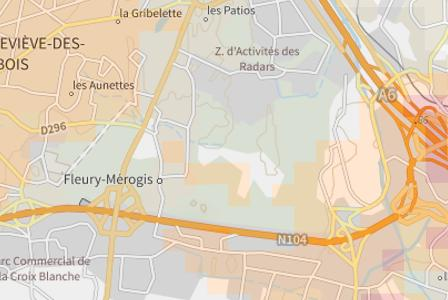 la Gribelette
les Patios
EVIÈVE-DES-
BOIS
Z. d'Activités des
Radars
les Aunettes
A6
D296
Fleury-Mérogis
N104
rc Commercial de
la Croix Blanche